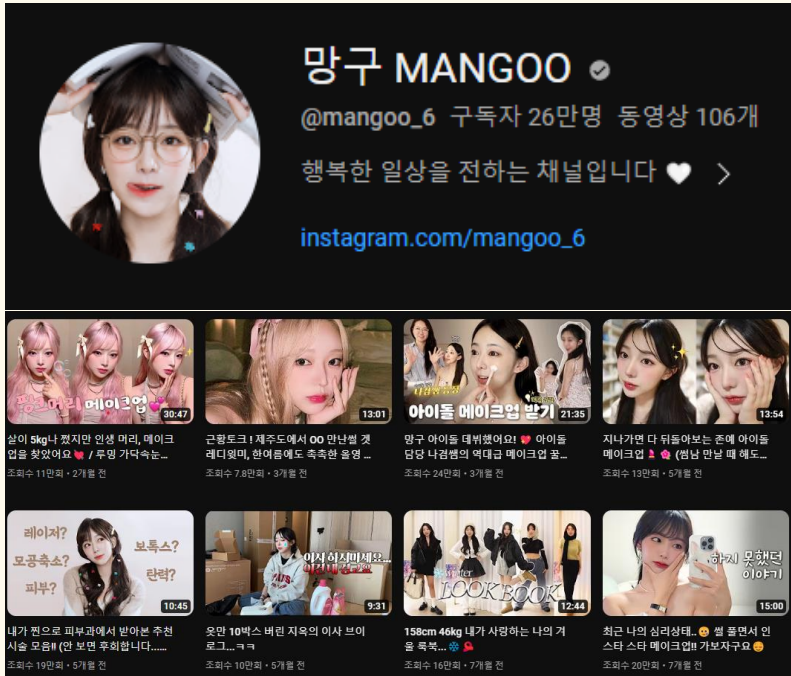 망구 MANGOO
@mangoo_6 구독자 26만명 동영상 106개
행복한 일상을 전하는 채널입니다 🤍 >
instagram.com/mangoo_6
핑크머리 메이크업
30:47
13:01
나겸쌤 등장
아이돌 메이크업 받기
21:35
13:54
살이 5kg나 쪘지만 인생 머리, 메이크
업을 찾았어요💘 / 루밍 가닥속눈...
조회수 11만회 • 2개월 전
근황토크 ! 제주도에서 OO 만난썰 겟
레디윗미, 한여름에도 촉촉한 올영 ...
조회수 7.8만회 • 3개월 전
망구 아이돌 데뷔했어요! 💖 아이돌
담당 나겸쌤의 역대급 메이크업 꿀...
조회수 24만회 • 3개월 전
지나가면 다 뒤돌아보는 존예 아이돌
메이크업💄🌺 (썸남 만날 때 해도...
조회수 13만회 • 5개월 전
레이저?
모공축소?
피부?
보톡스?
탄력?
10:45
이사 하지마세요...
9:31
LOOKBOOK
12:44
하지 못했던
이야기
15:00
내가 찐으로 피부과에서 받아본 추천
시술 모음!! (안 보면 후회합니다......
조회수 19만회 • 5개월 전
옷만 10박스 버린 지옥의 이사 브이
로그...ㅋㅋ
조회수 10만회 • 5개월 전
158cm 46kg 내가 사랑하는 나의 겨
울 룩북... ❄️
조회수 16만회 • 7개월 전
최근 나의 심리상태.. 썰 풀면서 인
스타 스타 메이크업!! 가보자구요
조회수 20만회 • 7개월 전